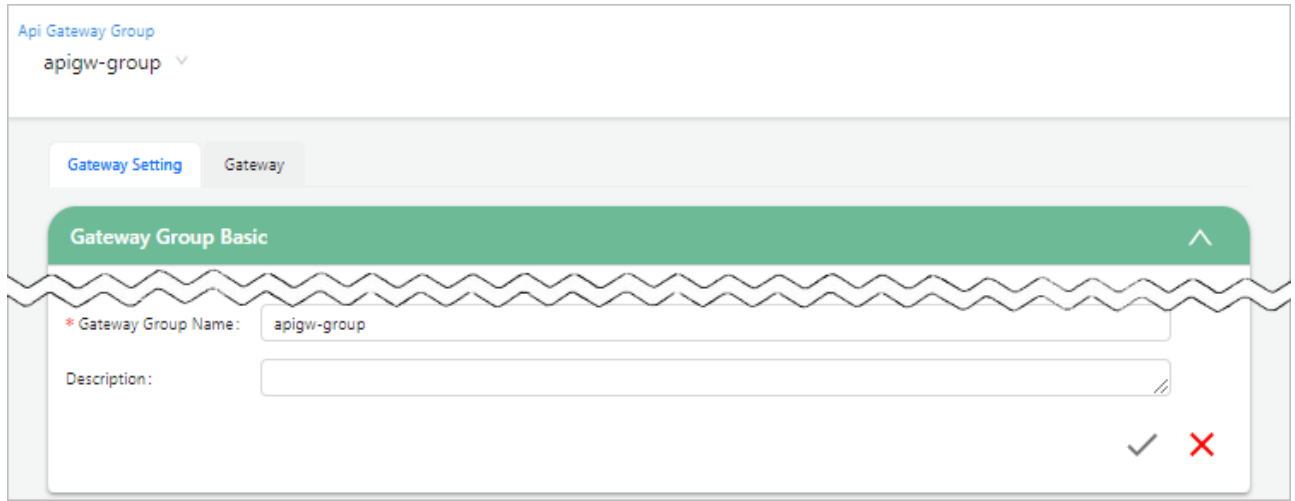 Api Gateway Group
apigw-group
Gateway Setting Gateway
Gateway Group Basic
* Gateway Group Name: apigw-group
Description: